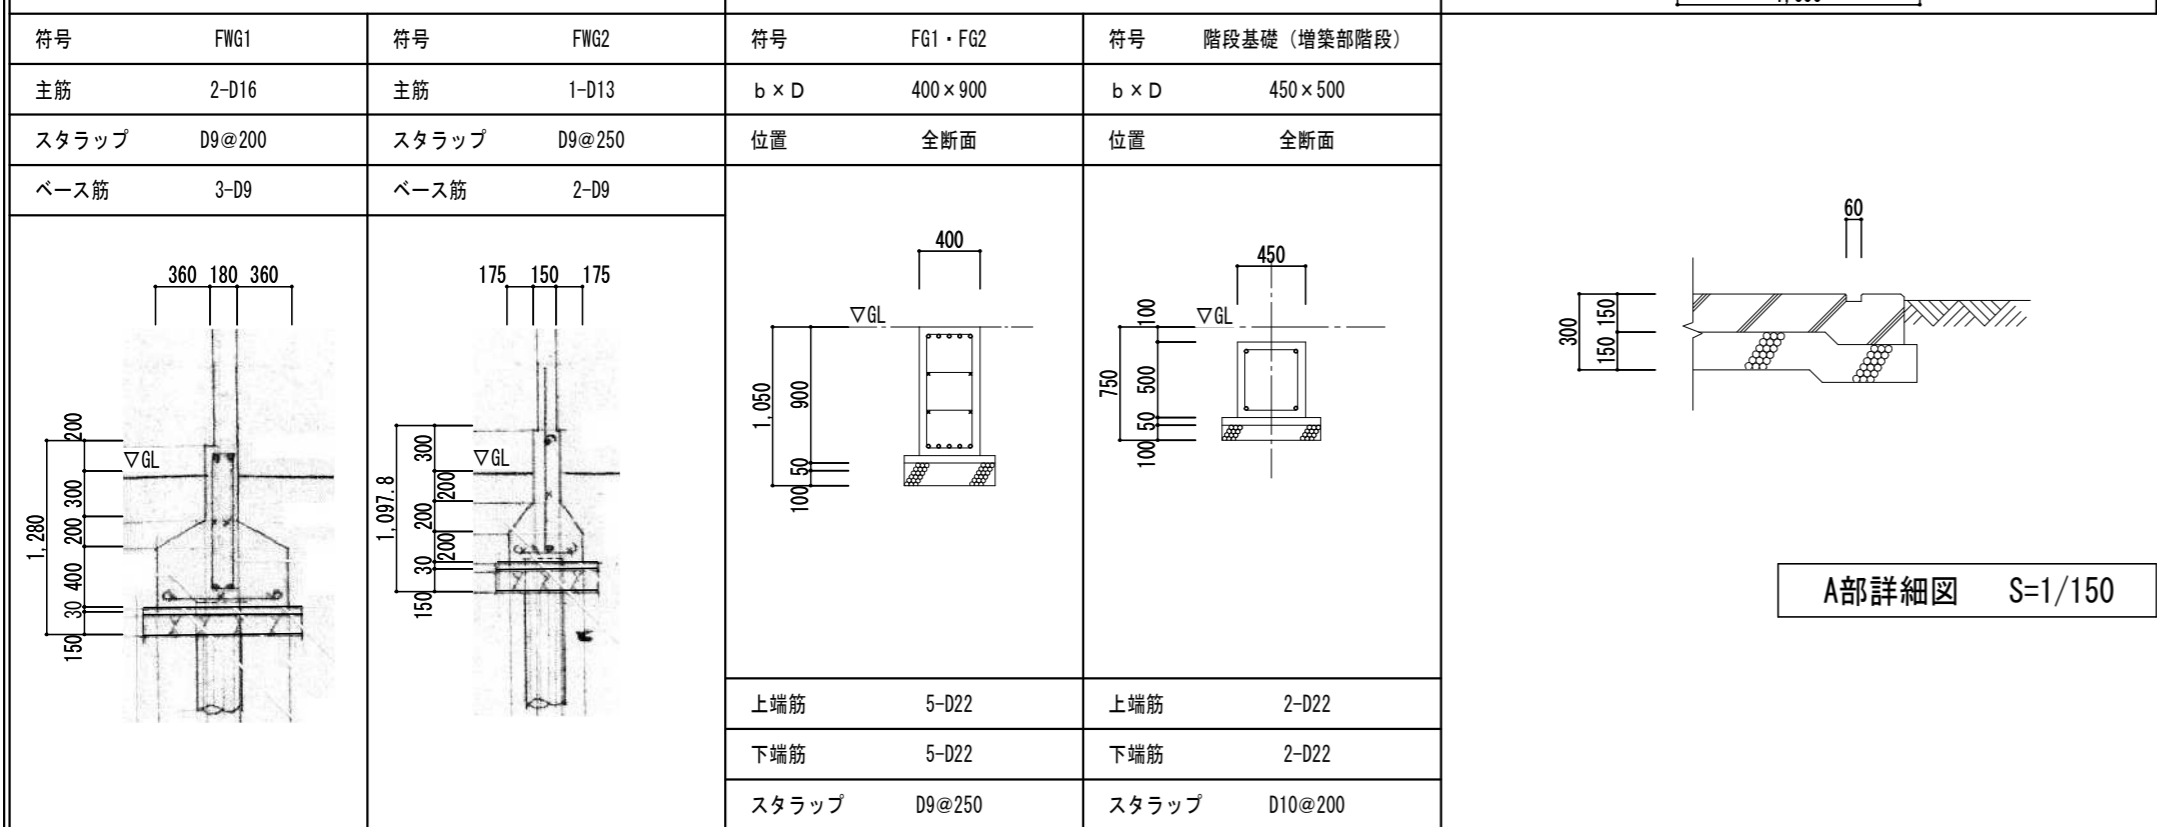 符号 FWG1
主筋 2-D16
スタラップ D9@200
ベース筋 3-D9
360 180 360
▽GL
200
300
200
400
30
150
1,280
符号 FWG2
主筋 1-D13
スタラップ D9@250
ベース筋 2-D9
175 150 175
▽GL
300
200
200
200
30
150
1,097.8
符号 FG1・FG2
b×D 400×900
位置 全断面
400
▽GL
1,050
900
50
100
上端筋 5-D22
下端筋 5-D22
スタラップ D9@250
符号 階段基礎（増築部階段）
b×D 450×500
位置 全断面
450
▽GL
100
500
50
100
750
上端筋 2-D22
下端筋 2-D22
スタラップ D10@200
60
300
150
150
A部詳細図 S=1/150